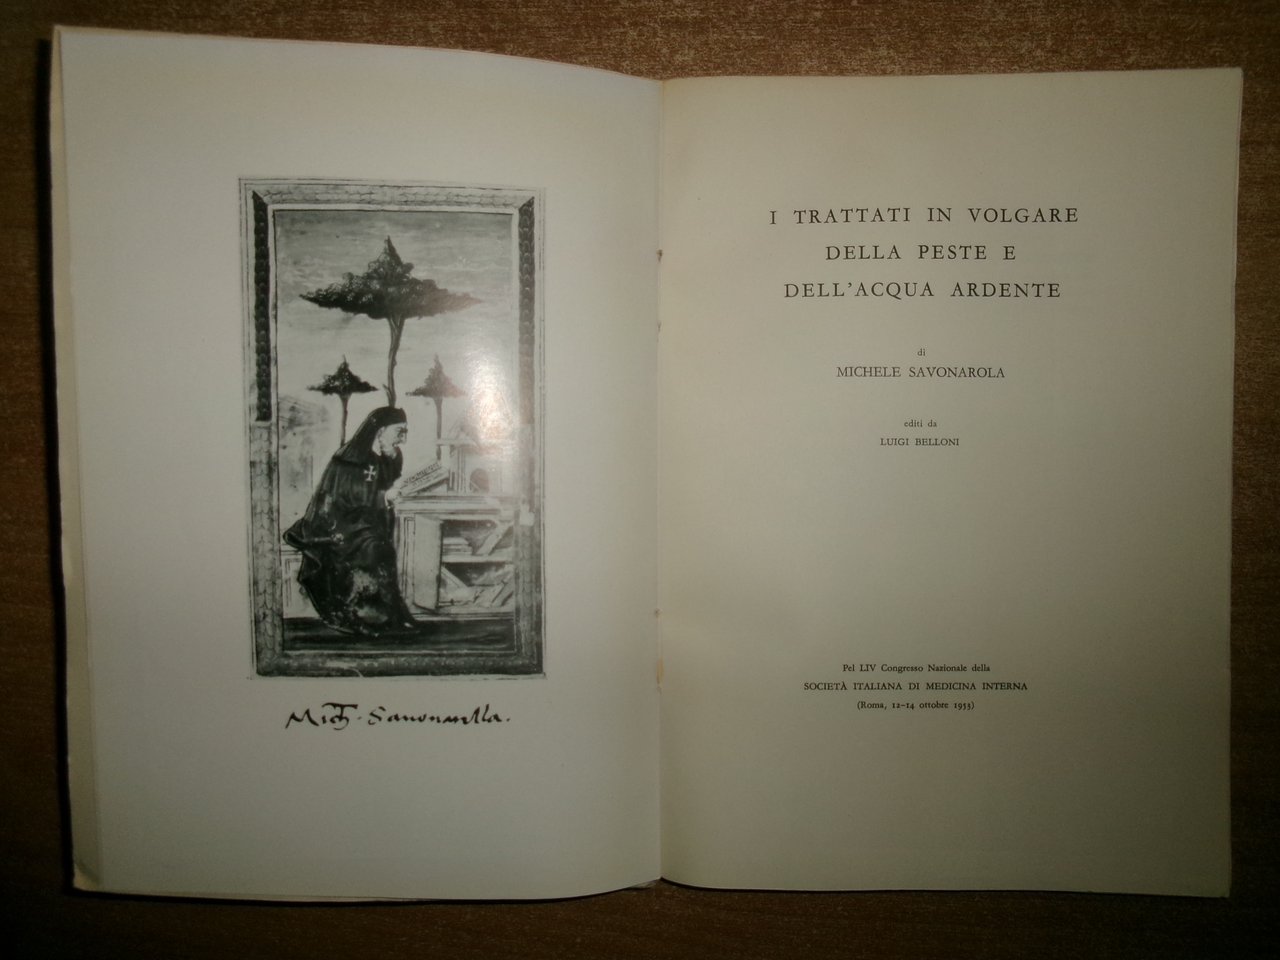 Mich. Savonarolla.
I TRATTATI IN VOLGARE
DELLA PESTE E
DELL'ACQUA ARDENTE
di
MICHELE SAVONAROLA
editi da
LUIGI BELLONI
Pel LIV Congresso Nazionale della
SOCIETÀ ITALIANA DI MEDICINA INTERNA
(Roma, 12-14 ottobre 1953)